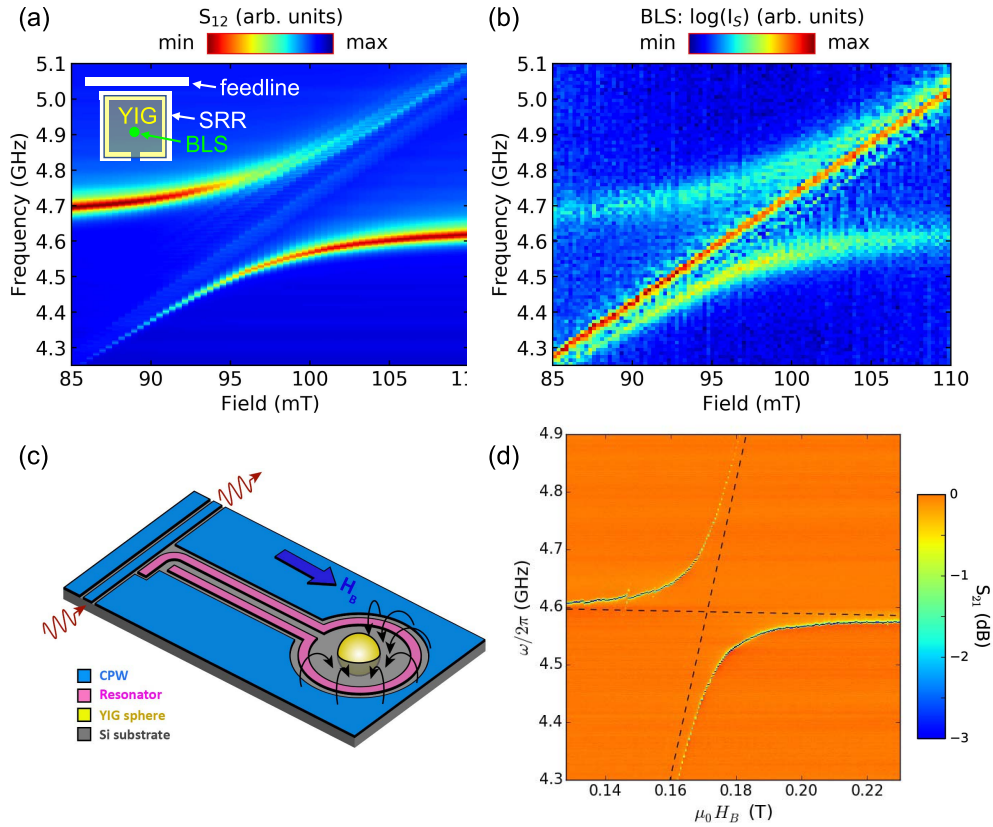 (a)
S₁₂ (arb. units)
min max
5.1
5.0
4.9
4.8
4.7
4.6
4.5
4.4
4.3
Frequency (GHz)
feedline
YIG
SRR
BLS
85 90 95 100 105 11
Field (mT)
(b)
BLS: log(I_S) (arb. units)
min max
5.1
5.0
4.9
4.8
4.7
4.6
4.5
4.4
4.3
Frequency (GHz)
85 90 95 100 105 110
Field (mT)
(c)
H_B
CPW
Resonator
YIG sphere
Si substrate
(d)
4.9
4.8
4.7
4.6
4.5
4.4
4.3
ω/2π (GHz)
0.14 0.16 0.18 0.20 0.22
μ₀H_B (T)
0
−1
−2
−3
S₂₁ (dB)